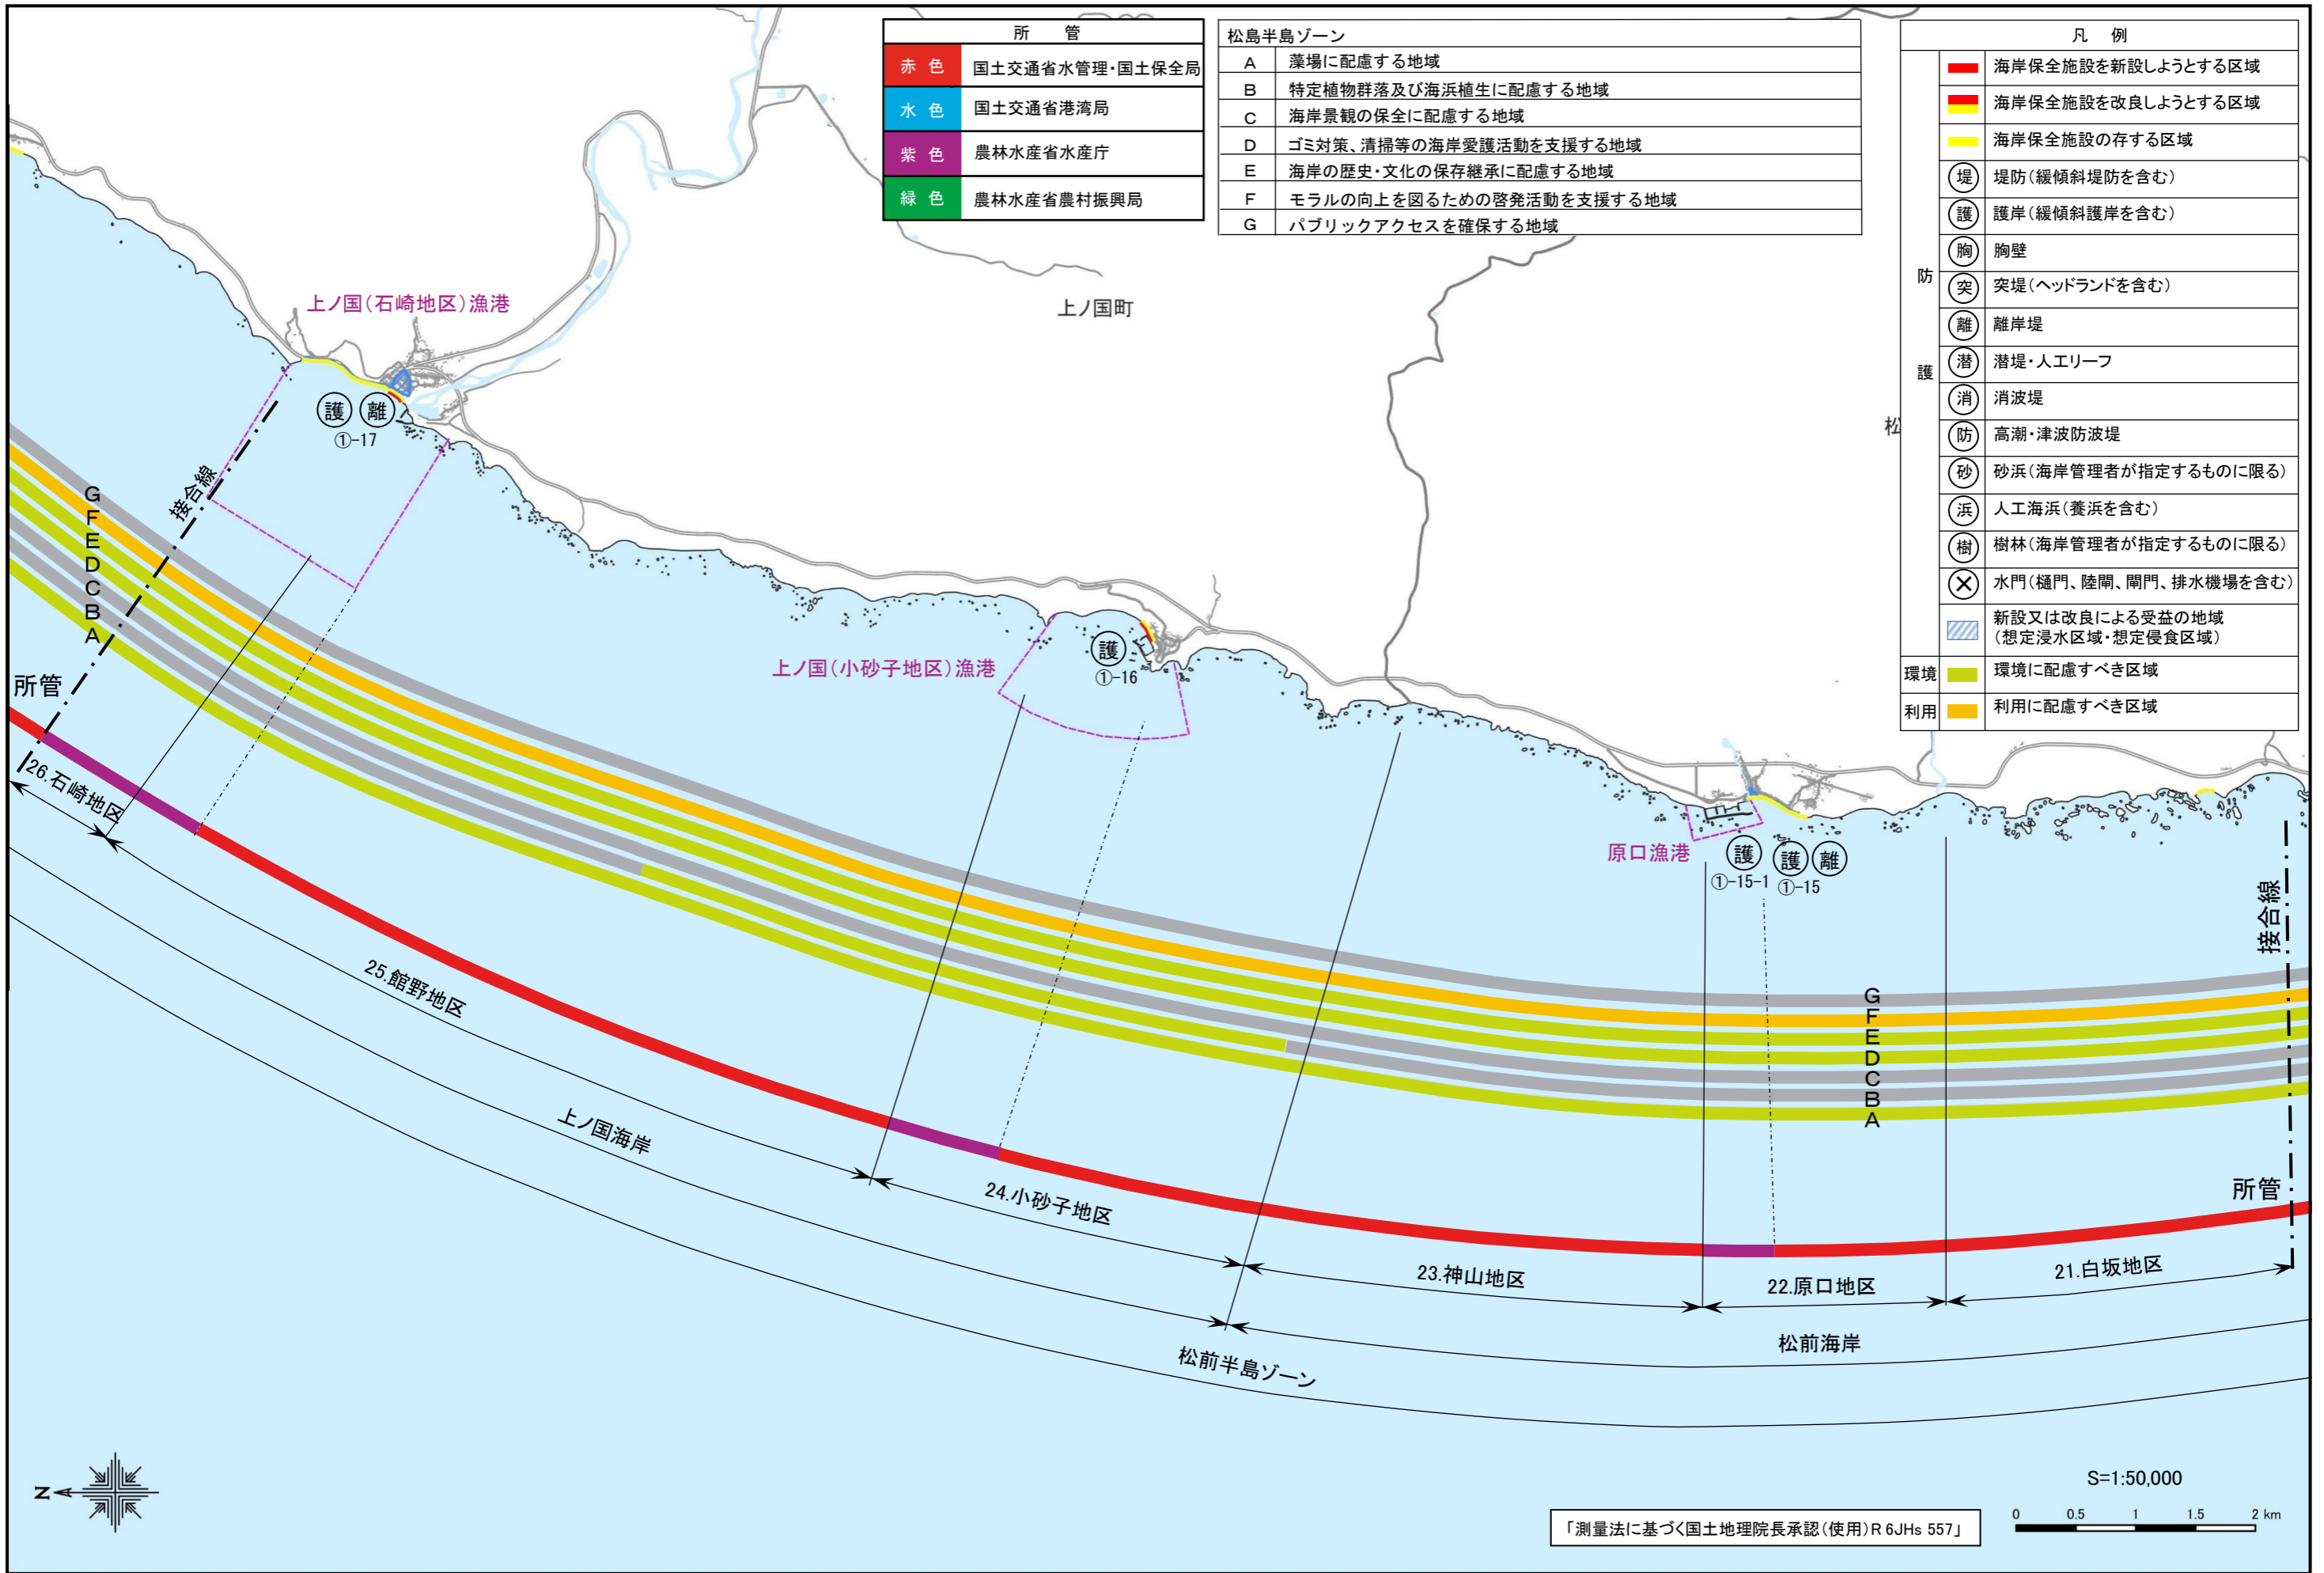 所 管
赤 色 国土交通省水管理・国土保全局
水 色 国土交通省港湾局
紫 色 農林水産省水産庁
緑 色 農林水産省農村振興局
松島半島ゾーン
A 藻場に配慮する地域
B 特定植物群落及び海浜植生に配慮する地域
C 海岸景観の保全に配慮する地域
D ゴミ対策、清掃等の海岸愛護活動を支援する地域
E 海岸の歴史・文化の保存継承に配慮する地域
F モラルの向上を図るための啓発活動を支援する地域
G パブリックアクセスを確保する地域
凡 例
防
護
海岸保全施設を新設しようとする区域
海岸保全施設を改良しようとする区域
海岸保全施設の存する区域
堤 堤防(緩傾斜堤防を含む)
護 護岸(緩傾斜護岸を含む)
胸 胸壁
突 突堤(ヘッドランドを含む)
離 離岸堤
潜 潜堤・人工リーフ
消 消波堤
防 高潮・津波防波堤
砂 砂浜(海岸管理者が指定するものに限る)
浜 人工海浜(養浜を含む)
樹 樹林(海岸管理者が指定するものに限る)
水門(樋門、陸閘、閘門、排水機場を含む)
新設又は改良による受益の地域
(想定浸水区域・想定侵食区域)
環境 環境に配慮すべき区域
利用 利用に配慮すべき区域
上ノ国(石崎地区)漁港
上ノ国町
松
護 離
①-17
接合線
G
F
E
D
C
B
A
所管
上ノ国(小砂子地区)漁港
護
①-16
原口漁港
護
①-15-1
護 離
①-15
接合線
G
F
E
D
C
B
A
所管
26.石崎地区
25.館野地区
24.小砂子地区
23.神山地区
22.原口地区
21.白坂地区
上ノ国海岸
松前海岸
松前半島ゾーン
N
S=1:50,000
0 0.5 1 1.5 2 km
「測量法に基づく国土地理院長承認(使用)R 6JHs 557」